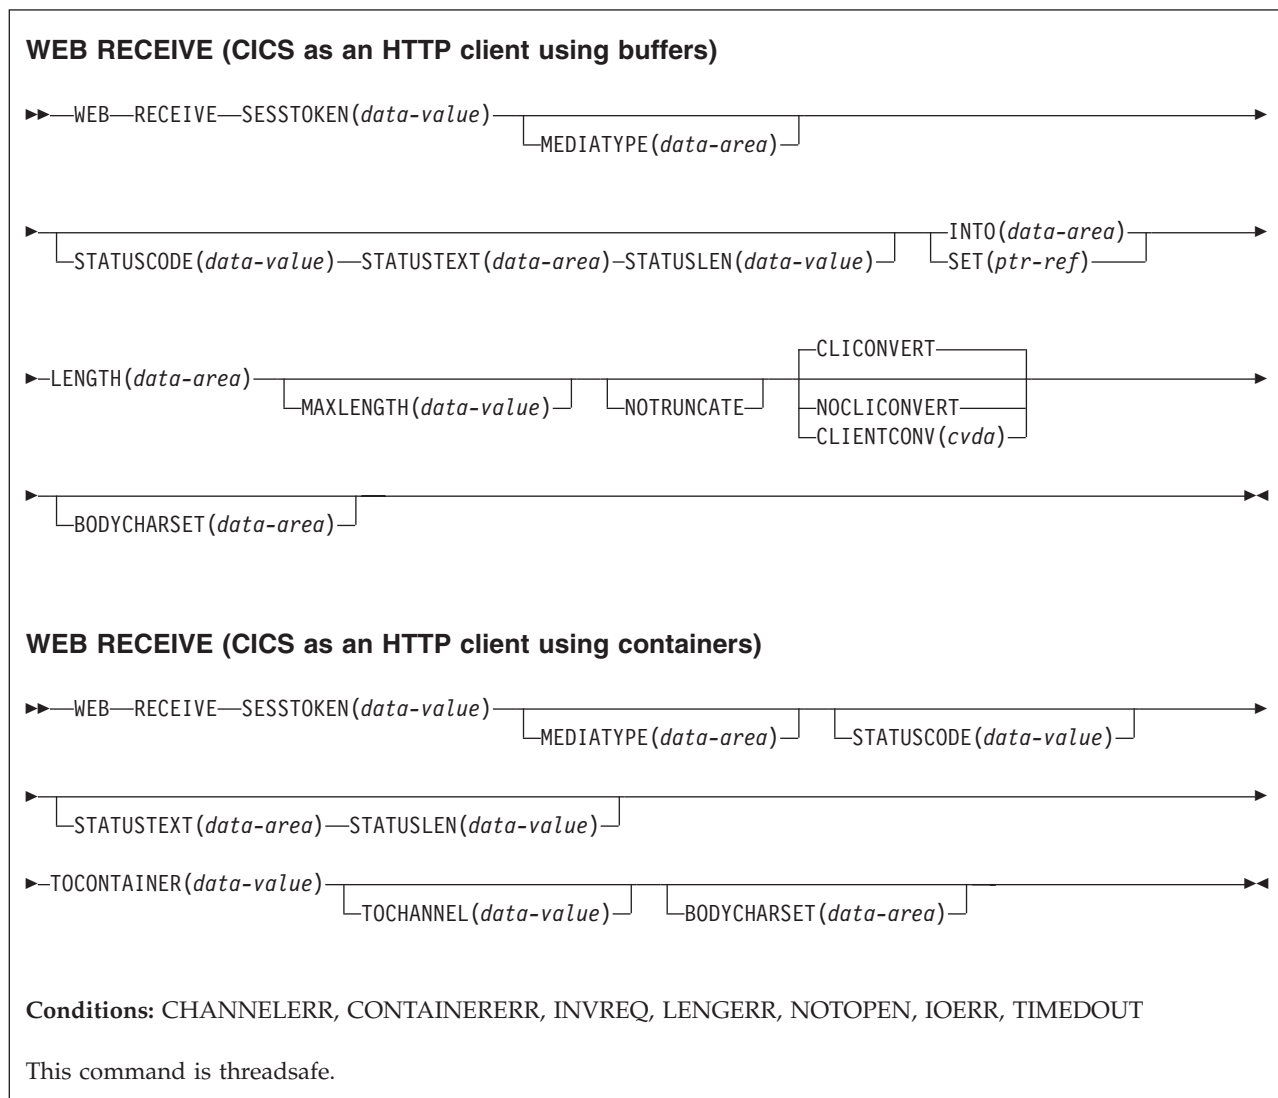 WEB RECEIVE (CICS as an HTTP client using buffers)
WEB RECEIVE SESSTOKEN(data-value)
MEDIATYPE(data-area)
INTO(data-area)
STATUSCODE(data-value) STATUSTEXT(data-area) STATUSLEN(data-value) SET(ptr-ref)
CLICONVERT
LENGTH(data-area)
MAXLENGTH(data-value) NOTRUNCATE NOCLICONVERT
CLIENTCONV(cvda)
BODYCHARSET(data-area)
WEB RECEIVE (CICS as an HTTP client using containers)
WEB RECEIVE SESSTOKEN(data-value)
MEDIATYPE(data-area) STATUSCODE(data-value)
STATUSTEXT(data-area) STATUSLEN(data-value)
TOCONTAINER(data-value)
TOCHANNEL(data-value) BODYCHARSET(data-area)
Conditions: CHANNELERR, CONTAINERERR, INVREQ, LENGERR, NOTOPEN, IOERR, TIMEDOUT
This command is threadsafe.